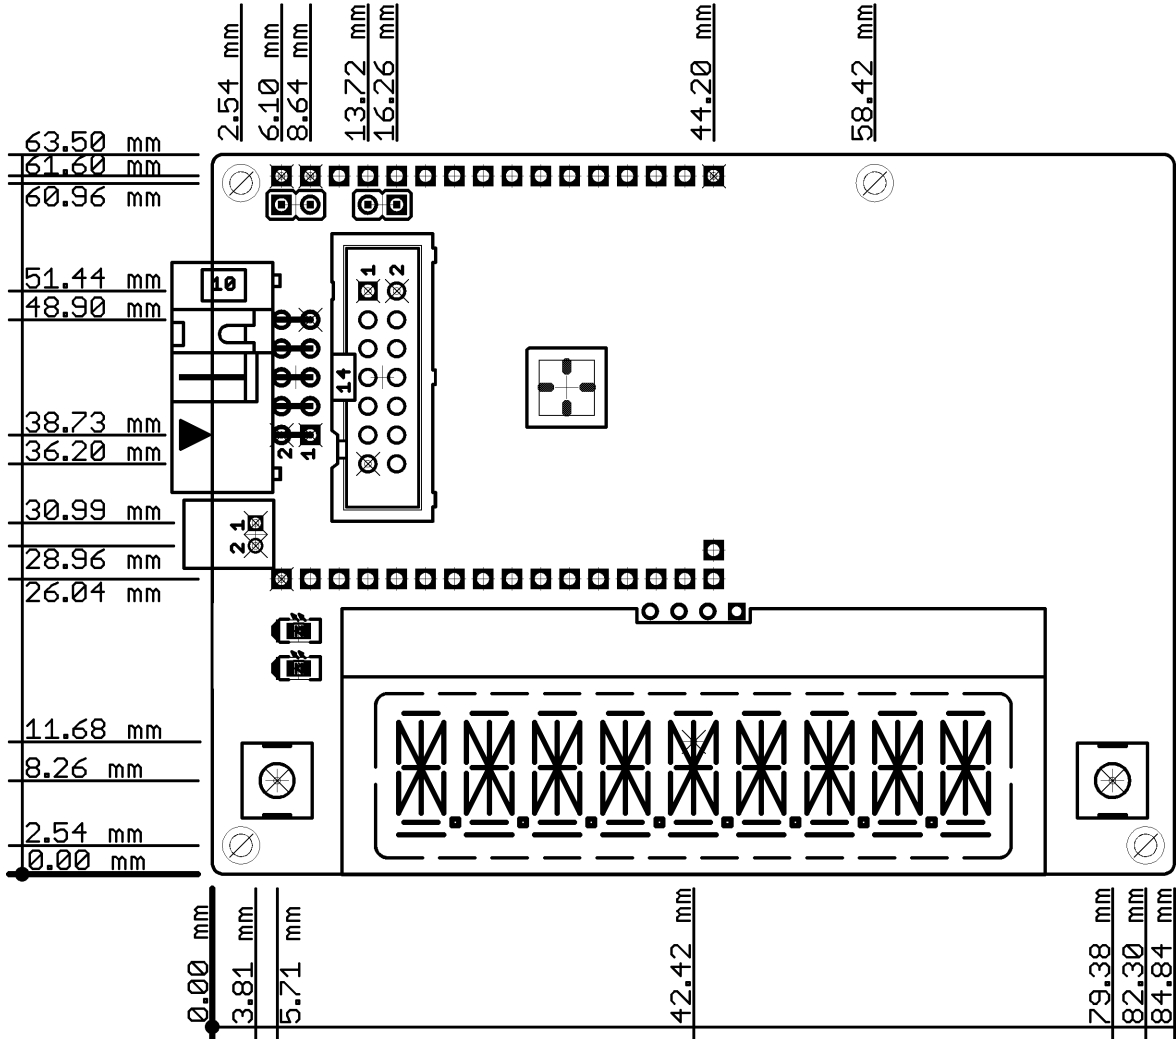 2.54 mm
6.10 mm
8.64 mm
13.72 mm
16.26 mm
44.20 mm
58.42 mm
63.50 mm
61.60 mm
60.96 mm
51.44 mm
48.90 mm
38.73 mm
36.20 mm
30.99 mm
28.96 mm
26.04 mm
11.68 mm
8.26 mm
2.54 mm
0.00 mm
10
1 2
14
2 1
1
2
0.00 mm
3.81 mm
5.71 mm
42.42 mm
79.38 mm
82.30 mm
84.84 mm